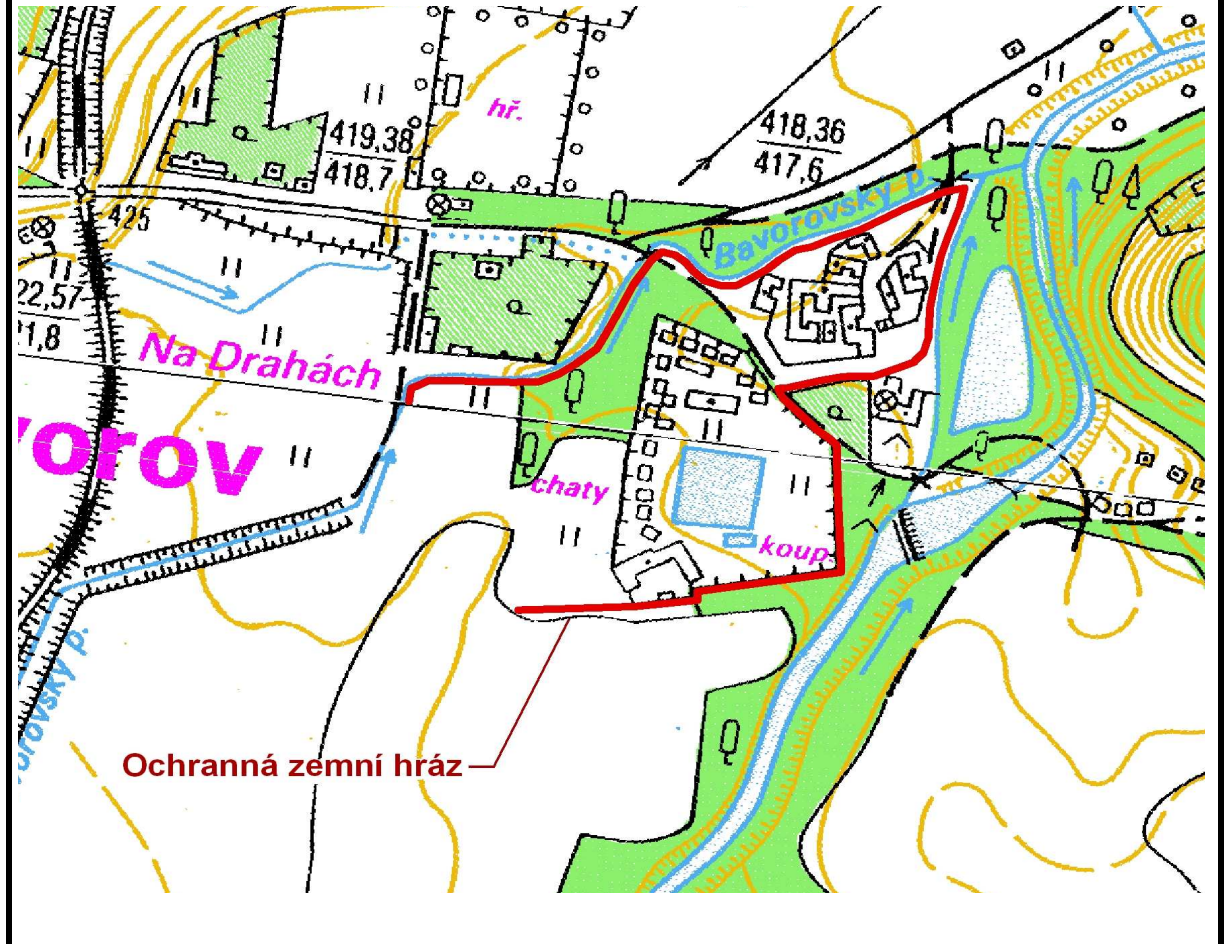 hř.
419,38
418,7
418,36
417,6
425
Bavorovský p.
22,57
21,8
Na Drahách
vorov
chaty
koup.
orovský p.
Ochranná zemní hráz